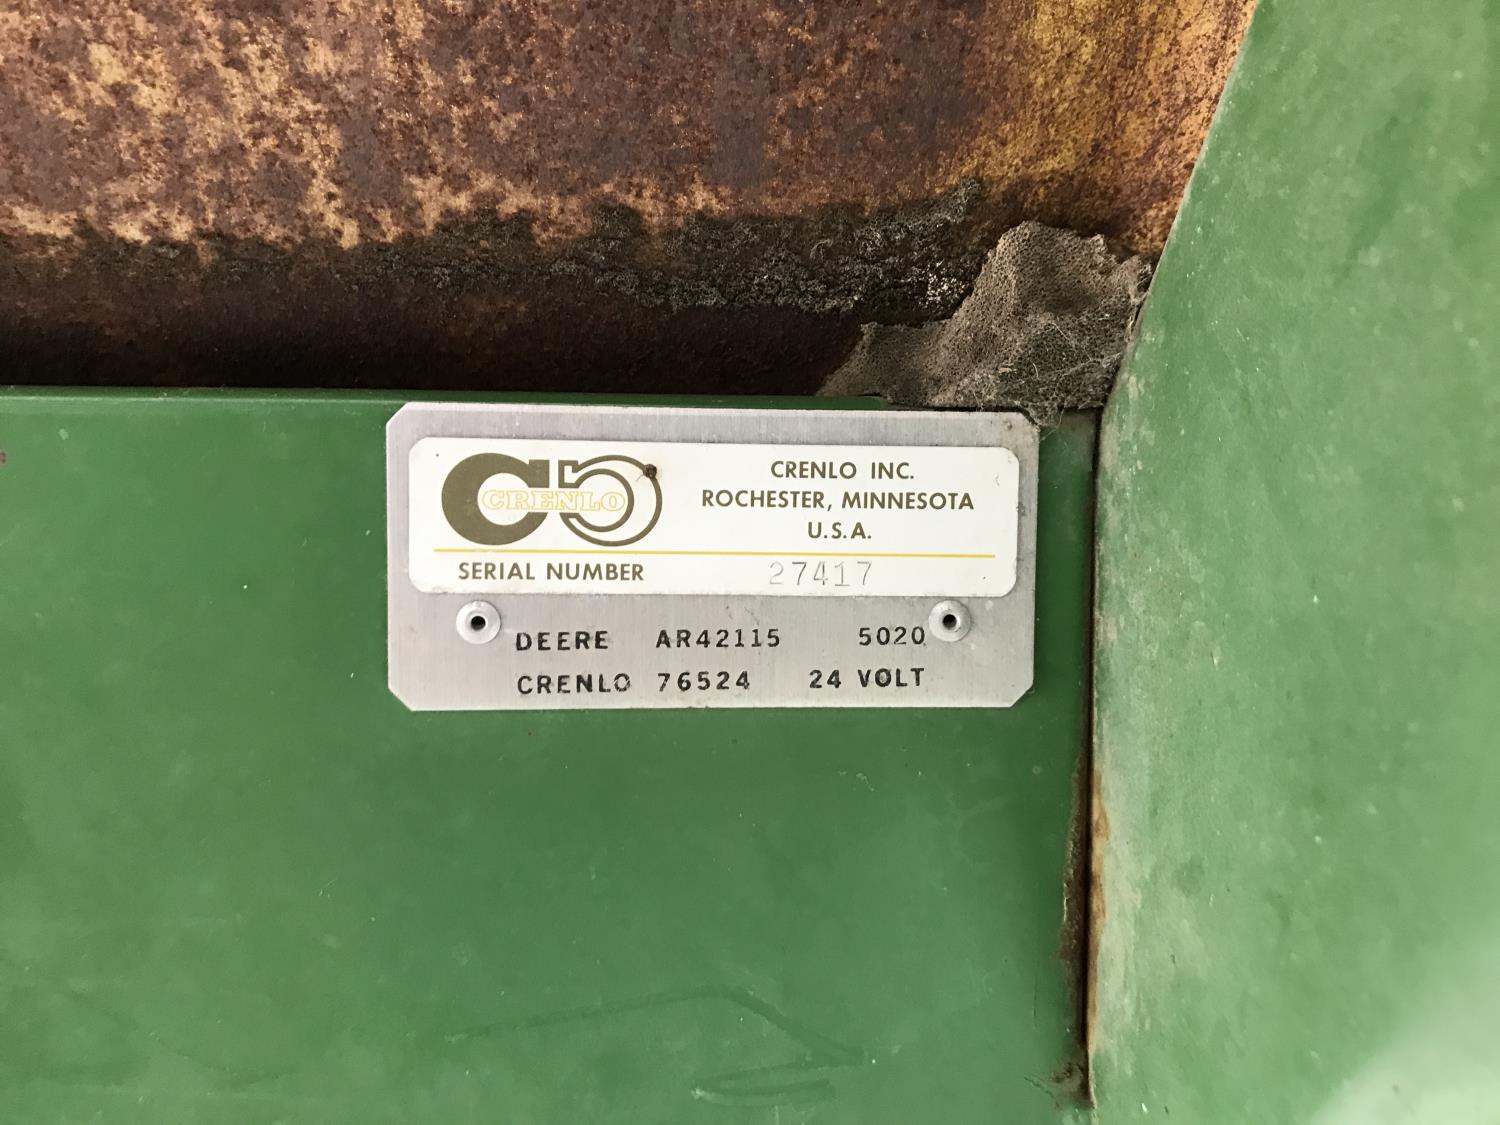 CRENLO
CRENLO INC.
ROCHESTER, MINNESOTA
U.S.A.
SERIAL NUMBER 27417
DEERE AR42115 5020
CRENLO 76524 24 VOLT